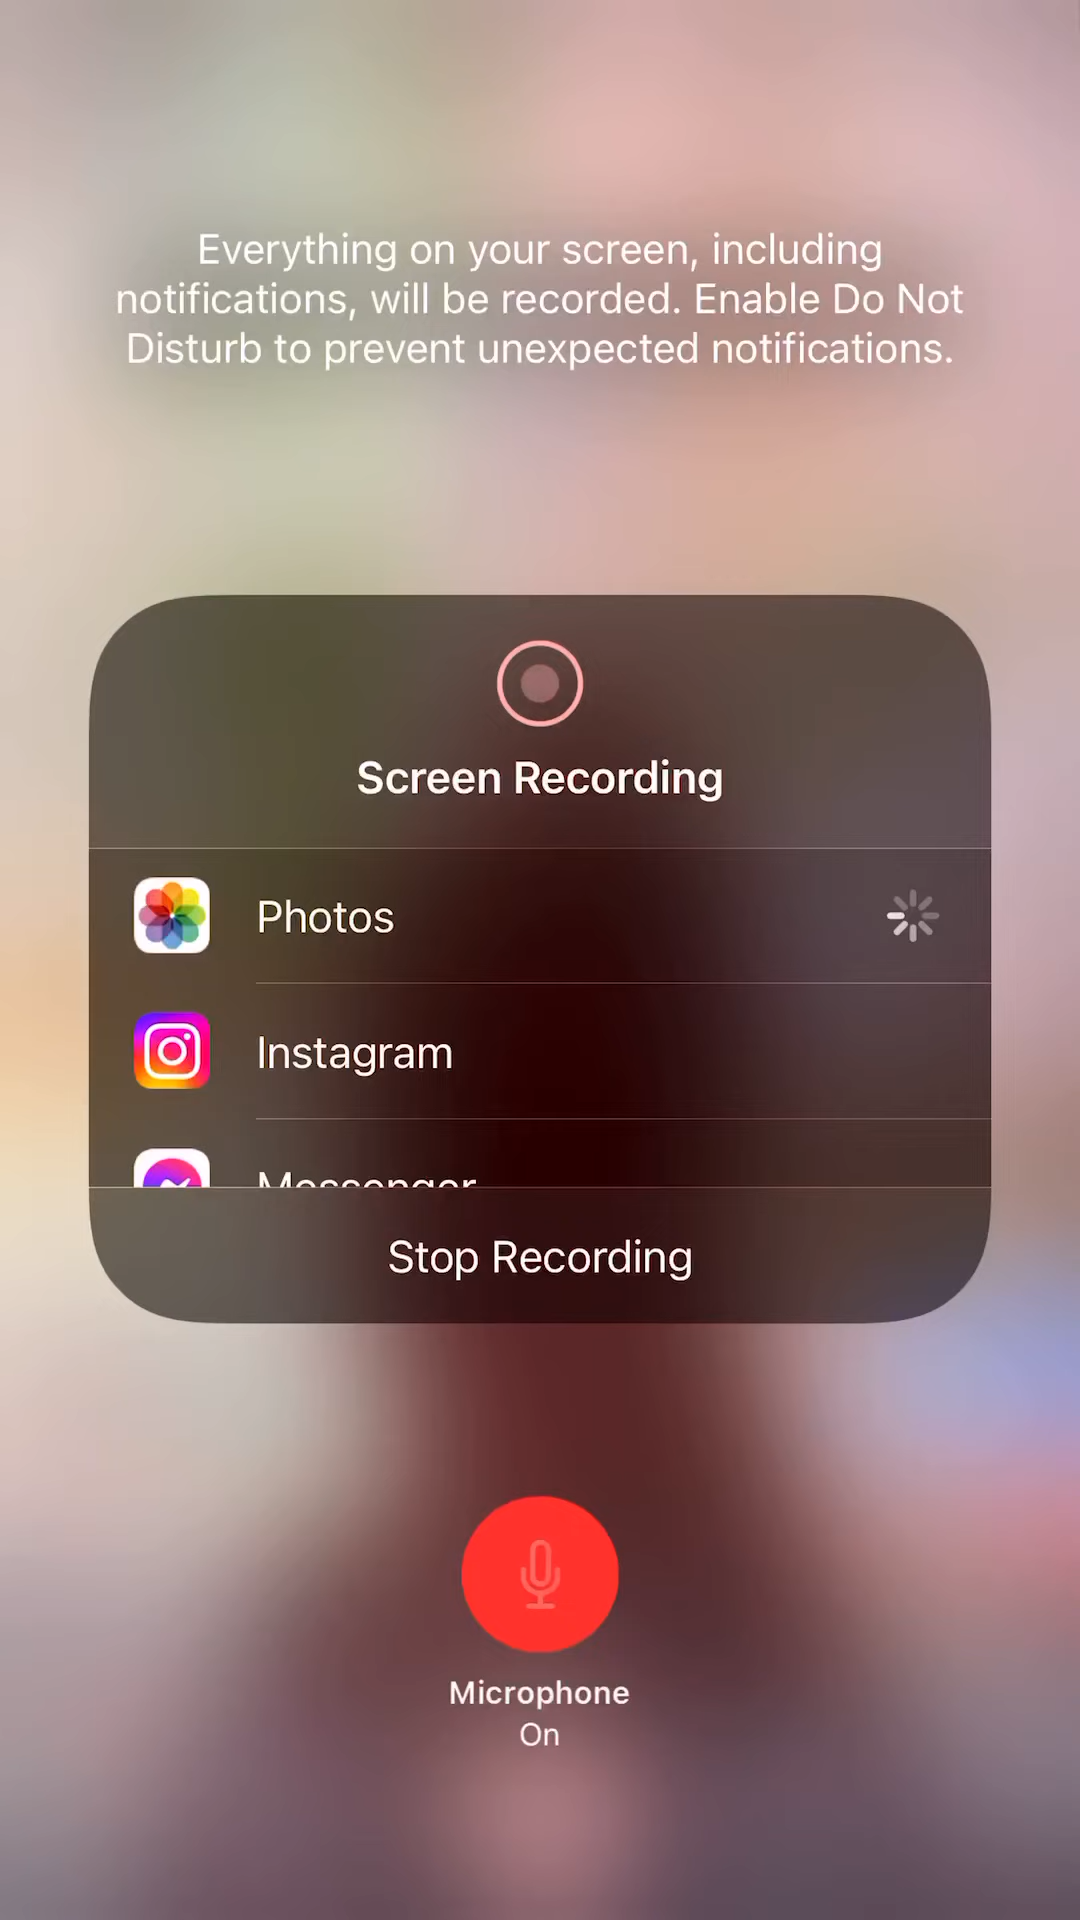 Everything on your screen, including
notifications, will be recorded. Enable Do Not
Disturb to prevent unexpected notifications.
Screen Recording
Photos
Instagram
Messenger
Stop Recording
Microphone
On